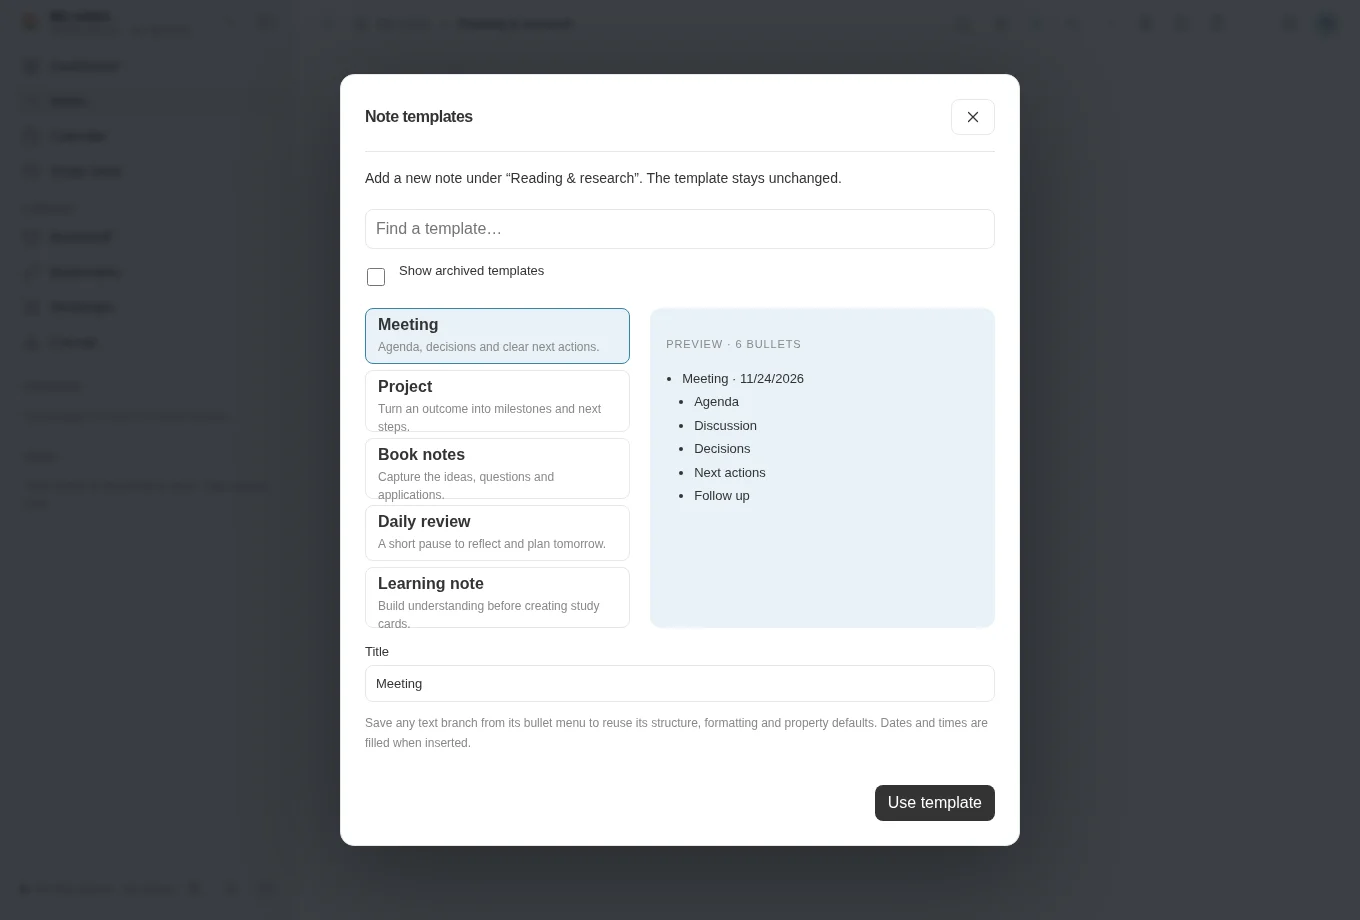 Note templates
Add a new note under “Reading & research”. The template stays unchanged.
Find a template…
Show archived templates
Meeting
Agenda, decisions and clear next actions.
Project
Turn an outcome into milestones and next
steps.
Book notes
Capture the ideas, questions and
applications.
Daily review
A short pause to reflect and plan tomorrow.
Learning note
Build understanding before creating study
cards.
PREVIEW · 6 BULLETS
• Meeting · 11/24/2026
• Agenda
• Discussion
• Decisions
• Next actions
• Follow up
Title
Meeting
Save any text branch from its bullet menu to reuse its structure, formatting and property defaults. Dates and times are
filled when inserted.
Use template